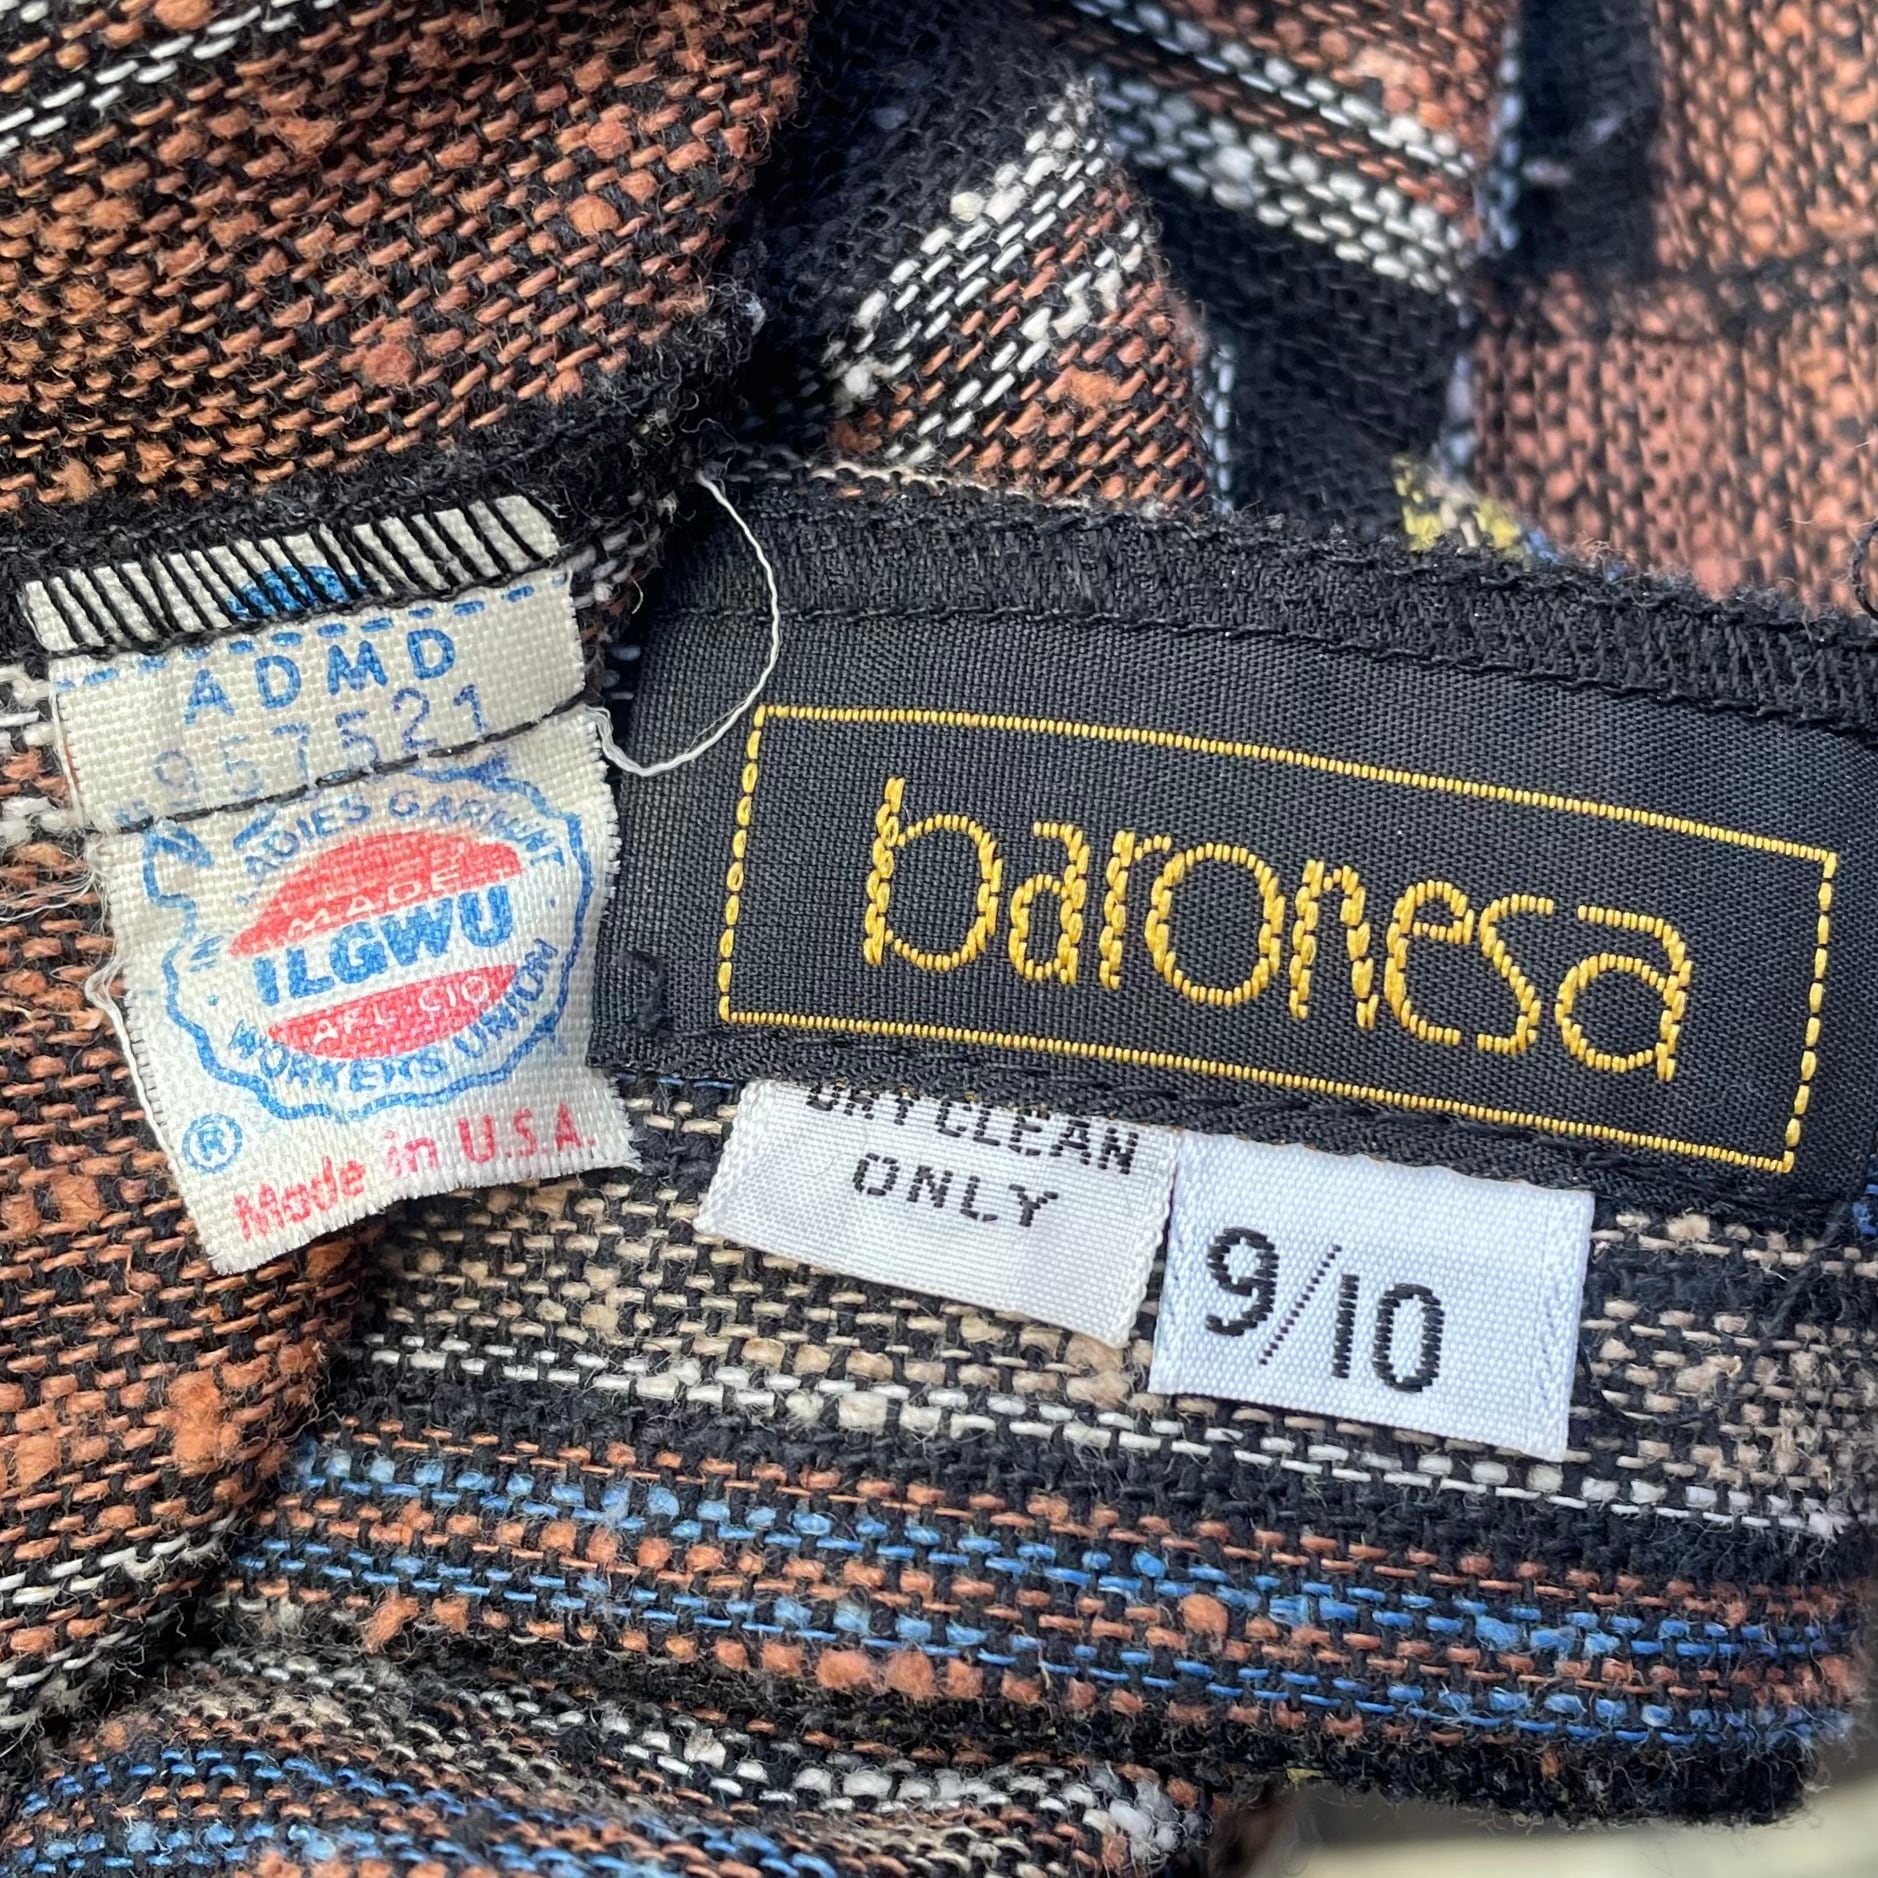 ADMD
957521
LADIES GARMENT
MADE
ILGWU
AFL-CIO
WORKERS UNION
®
Made in U.S.A.
baronesa
DRY CLEAN
ONLY
9/10